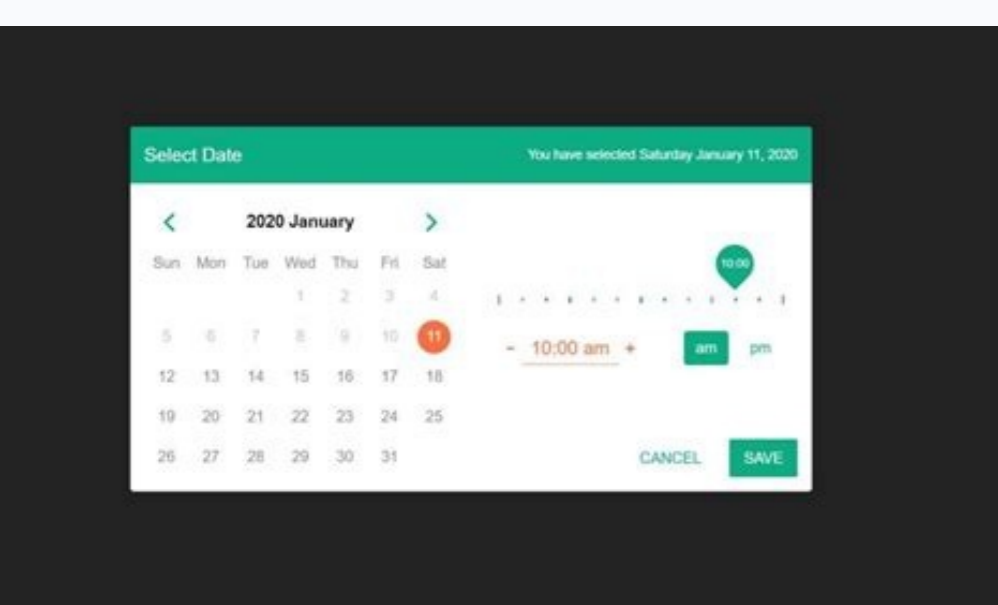 Select Date
You have selected Saturday January 11, 2020
2020 January
Sun Mon Tue Wed Thu Fri Sat
1 2 3 4
5 6 7 8 9 10 11
12 13 14 15 16 17 18
19 20 21 22 23 24 25
26 27 28 29 30 31
10:00
- 10:00 am +
am pm
CANCEL SAVE